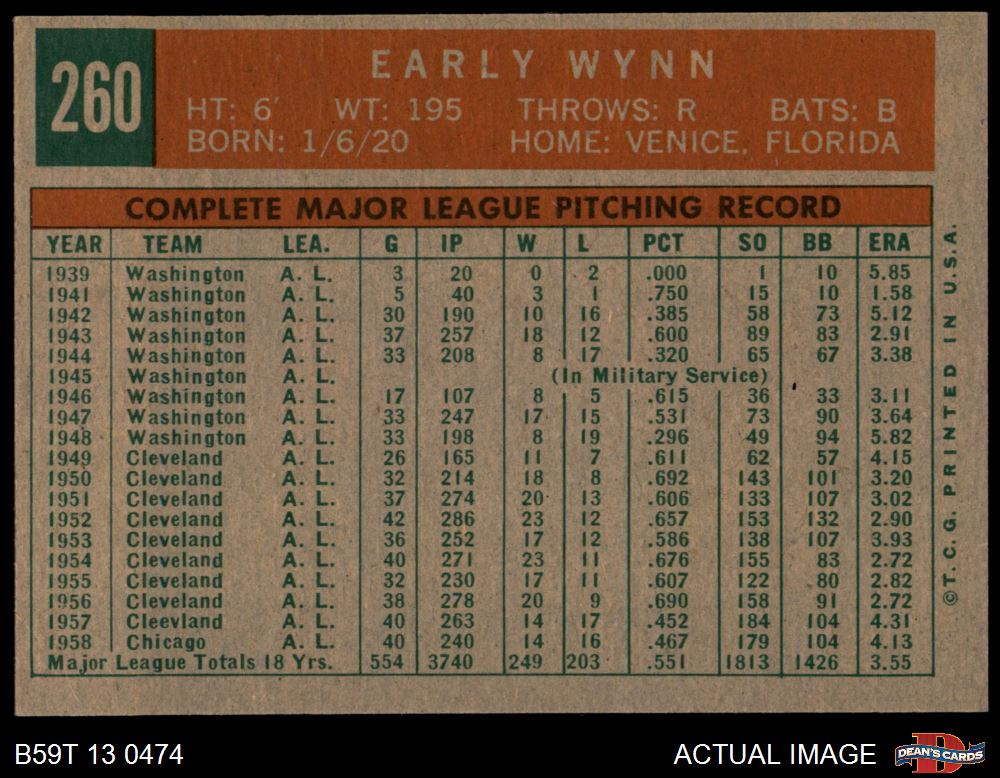 260
EARLY WYNN
HT: 6' WT: 195 THROWS: R BATS: B
BORN: 1/6/20 HOME: VENICE, FLORIDA
COMPLETE MAJOR LEAGUE PITCHING RECORD
YEAR TEAM LEA. G IP W L PCT SO BB ERA
1939 Washington A. L. 3 20 0 2 .000 1 10 5.85
1941 Washington A. L. 5 40 3 1 .750 15 10 1.58
1942 Washington A. L. 30 190 10 16 .385 58 73 5.12
1943 Washington A. L. 37 257 18 12 .600 89 83 2.91
1944 Washington A. L. 33 208 8 17 .320 65 67 3.38
1945 Washington A. L. (In Military Service)
1946 Washington A. L. 17 107 8 5 .615 36 33 3.11
1947 Washington A. L. 33 247 17 15 .531 73 90 3.64
1948 Washington A. L. 33 198 8 19 .296 49 94 5.82
1949 Cleveland A. L. 26 165 11 7 .611 62 57 4.15
1950 Cleveland A. L. 32 214 18 8 .692 143 101 3.20
1951 Cleveland A. L. 37 274 20 13 .606 133 107 3.02
1952 Cleveland A. L. 42 286 23 12 .657 153 132 2.90
1953 Cleveland A. L. 36 252 17 12 .586 138 107 3.93
1954 Cleveland A. L. 40 271 23 11 .676 155 83 2.72
1955 Cleveland A. L. 32 230 17 11 .607 122 80 2.82
1956 Cleveland A. L. 38 278 20 9 .690 158 91 2.72
1957 Cleevland A. L. 40 263 14 17 .452 184 104 4.31
1958 Chicago A. L. 40 240 14 16 .467 179 104 4.13
Major League Totals 18 Yrs. 554 3740 249 203 .551 1813 1426 3.55
©T. C. G. PRINTED IN U.S.A.
B59T 13 0474
ACTUAL IMAGE
DEAN'S CARDS